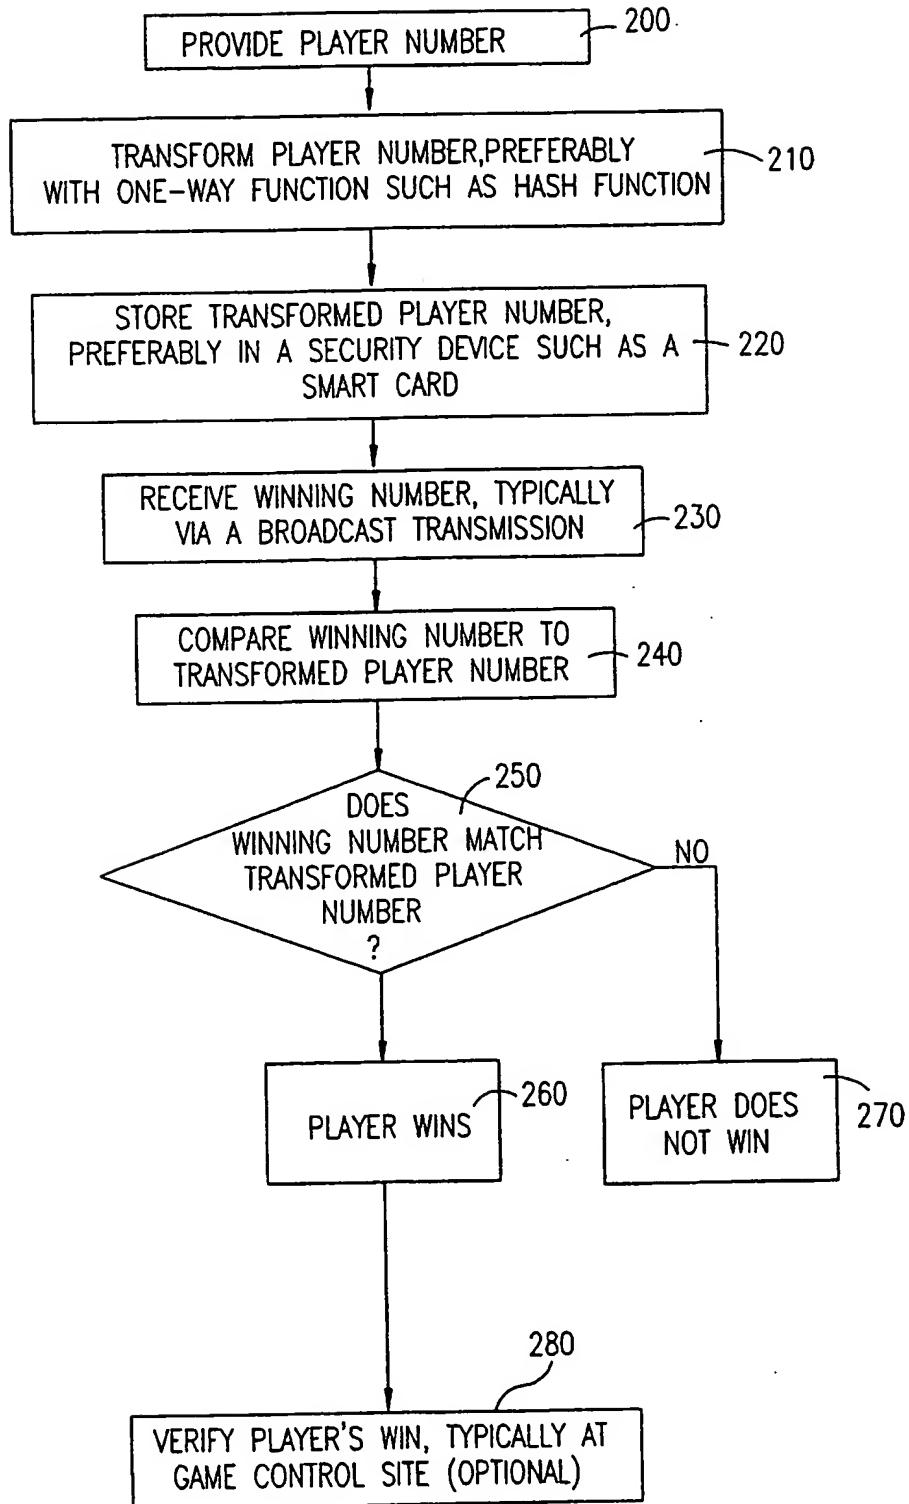 PROVIDE PLAYER NUMBER
200
TRANSFORM PLAYER NUMBER,PREFERABLY
WITH ONE-WAY FUNCTION SUCH AS HASH FUNCTION
210
STORE TRANSFORMED PLAYER NUMBER,
PREFERABLY IN A SECURITY DEVICE SUCH AS A
SMART CARD
220
RECEIVE WINNING NUMBER, TYPICALLY
VIA A BROADCAST TRANSMISSION
230
COMPARE WINNING NUMBER TO
TRANSFORMED PLAYER NUMBER
240
250
DOES
WINNING NUMBER MATCH
TRANSFORMED PLAYER
NUMBER
?
NO
PLAYER WINS
260
PLAYER DOES
NOT WIN
270
280
VERIFY PLAYER'S WIN, TYPICALLY AT
GAME CONTROL SITE (OPTIONAL)